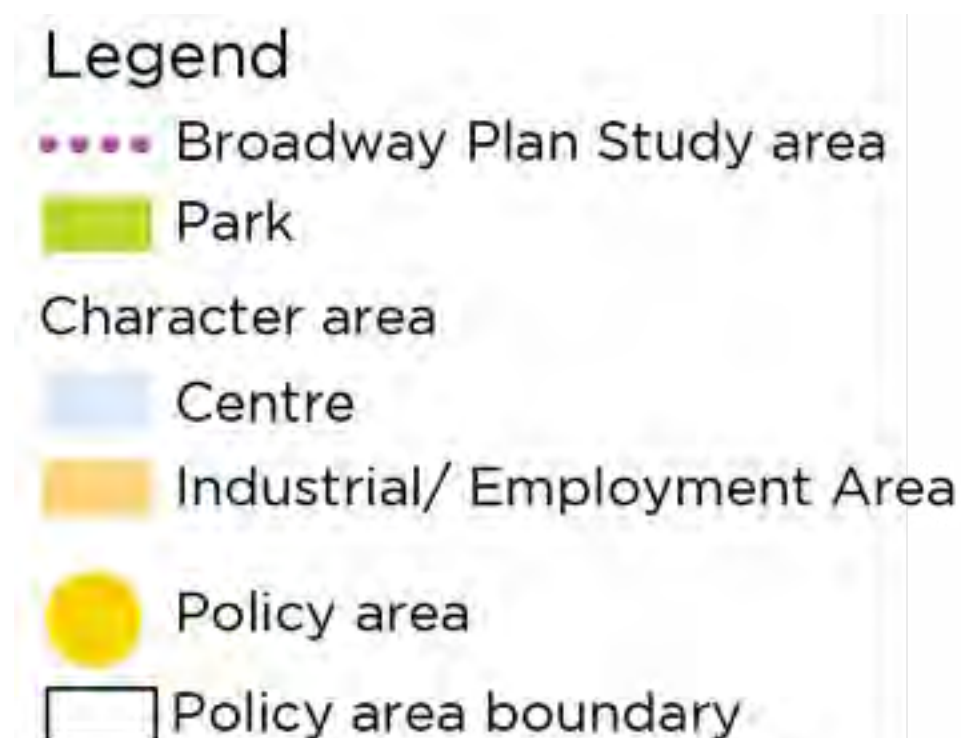 Legend
Broadway Plan Study area
Park
Character area
Centre
Industrial/ Employment Area
Policy area
Policy area boundary